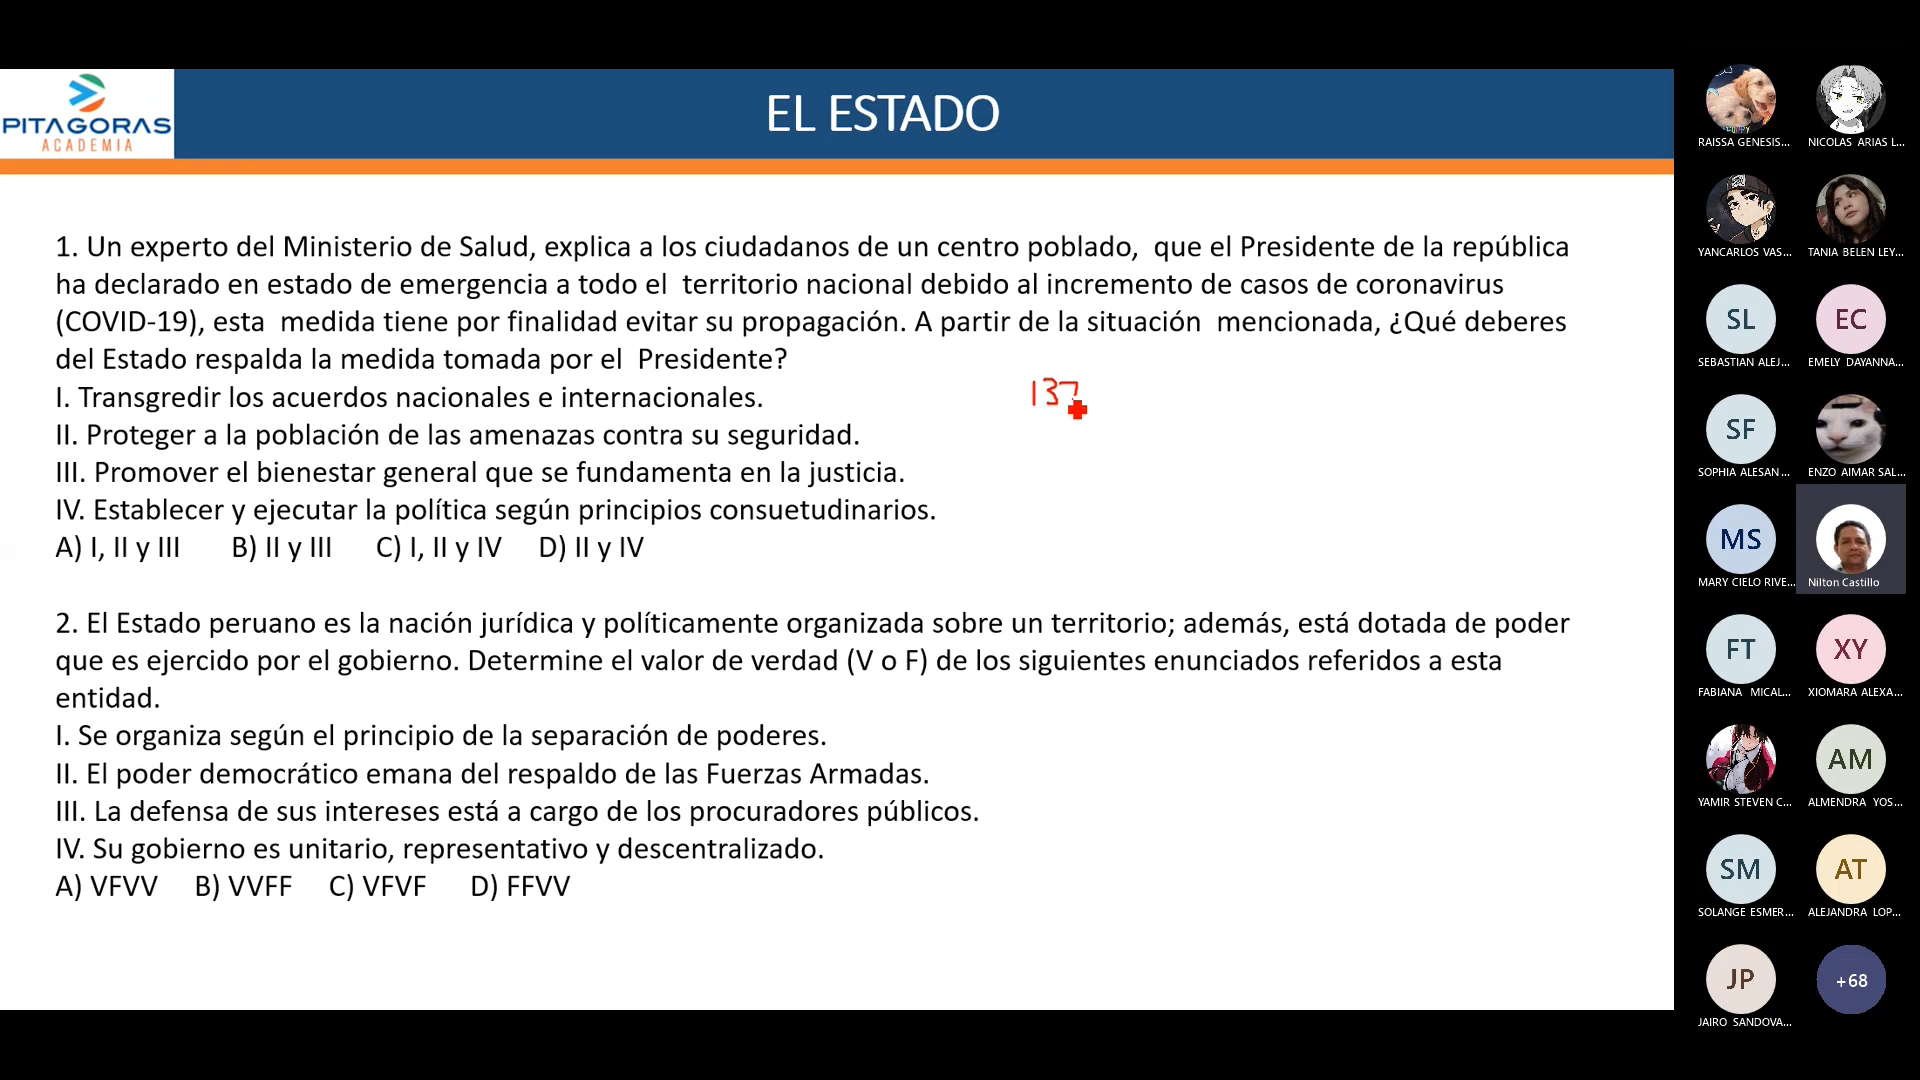 PITAGORAS
ACADEMIA
EL ESTADO
1. Un experto del Ministerio de Salud, explica a los ciudadanos de un centro poblado, que el Presidente de la república
ha declarado en estado de emergencia a todo el territorio nacional debido al incremento de casos de coronavirus
(COVID-19), esta medida tiene por finalidad evitar su propagación. A partir de la situación mencionada, ¿Qué deberes
del Estado respalda la medida tomada por el Presidente?
I. Transgredir los acuerdos nacionales e internacionales.
137
II. Proteger a la población de las amenazas contra su seguridad.
III. Promover el bienestar general que se fundamenta en la justicia.
IV. Establecer y ejecutar la política según principios consuetudinarios.
A) I, II y III B) II y III C) I, II y IV D) II y IV
2. El Estado peruano es la nación jurídica y políticamente organizada sobre un territorio; además, está dotada de poder
que es ejercido por el gobierno. Determine el valor de verdad (V o F) de los siguientes enunciados referidos a esta
entidad.
I. Se organiza según el principio de la separación de poderes.
II. El poder democrático emana del respaldo de las Fuerzas Armadas.
III. La defensa de sus intereses está a cargo de los procuradores públicos.
IV. Su gobierno es unitario, representativo y descentralizado.
A) VFVV B) VVFF C) VFVF D) FFVV
RAISSA GENESIS... NICOLAS ARIAS L...
YANCARLOS VAS... TANIA BELEN LEY...
SL EC
SEBASTIAN ALEJ... EMELY DAYANNA...
SF
SOPHIA ALESAN... ENZO AIMAR SAL...
MS
MARY CIELO RIVE... Nilton Castillo
FT XY
FABIANA MICAL... XIOMARA ALEXA...
AM
YAMIR STEVEN C... ALMENDRA YOS...
SM AT
SOLANGE ESMER... ALEJANDRA LOP...
JP +68
JAIRO SANDOVA...